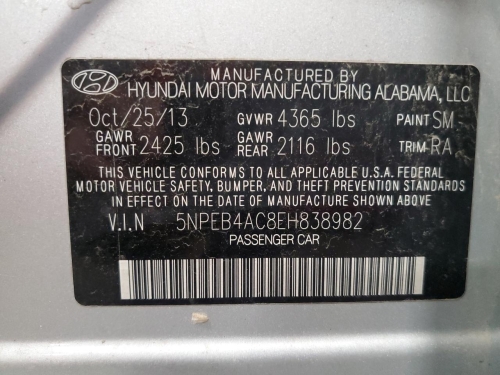 MANUFACTURED BY
HYUNDAI MOTOR MANUFACTURING ALABAMA, LLC
Oct/25/13 GVWR 4365 lbs PAINT SM
GAWR FRONT 2425 lbs GAWR REAR 2116 lbs TRIM RA
THIS VEHICLE CONFORMS TO ALL APPLICABLE U.S.A. FEDERAL
MOTOR VEHICLE SAFETY, BUMPER, AND THEFT PREVENTION STANDARDS
IN EFFECT ON THE DATE OF MANUFACTURE SHOWN ABOVE
V.I.N 5NPEB4AC8EH838982
PASSENGER CAR